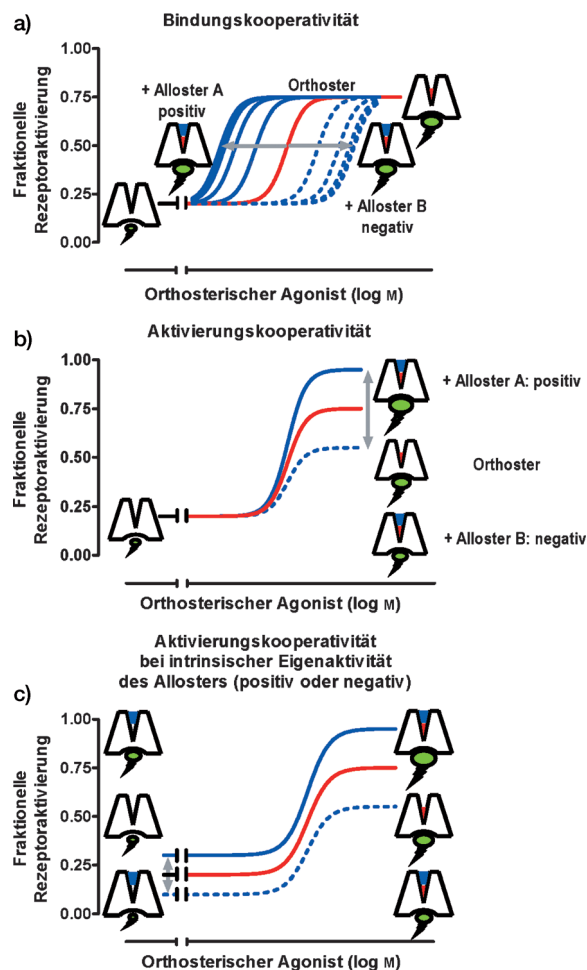 a)
Bindungskooperativität
Fraktionelle
Rezeptoraktivierung
1.00
0.75
0.50
0.25
0.00
+ Alloster A
positiv
Orthoster
+ Alloster B
negativ
Orthosterischer Agonist (log M)
b)
Aktivierungskooperativität
Fraktionelle
Rezeptoraktivierung
1.00
0.75
0.50
0.25
0.00
+ Alloster A: positiv
Orthoster
+ Alloster B: negativ
Orthosterischer Agonist (log M)
Aktivierungskooperativität
bei intrinsischer Eigenaktivität
des Allosters (positiv oder negativ)
c)
Fraktionelle
Rezeptoraktivierung
1.00
0.75
0.50
0.25
0.00
Orthosterischer Agonist (log M)